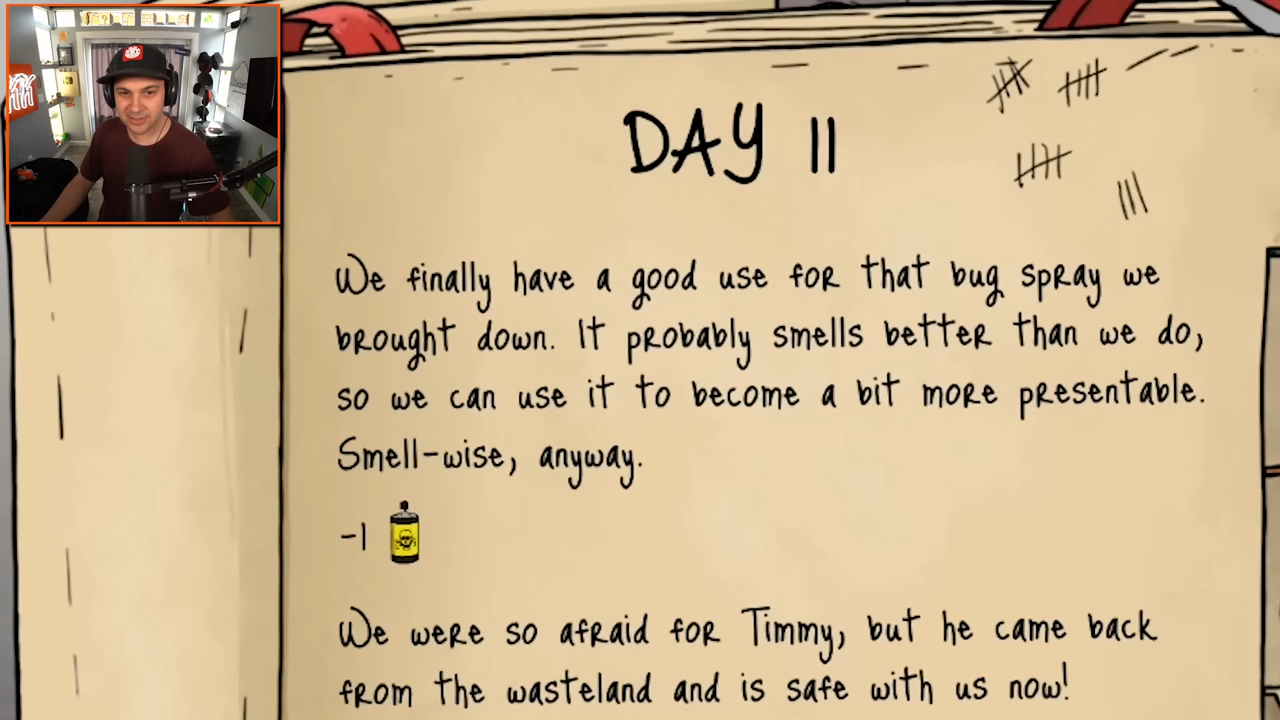 DAY 11
We finally have a good use for that bug spray we
brought down. It probably smells better than we do,
so we can use it to become a bit more presentable.
Smell-wise, anyway.
-1
We were so afraid for Timmy, but he came back
from the wasteland and is safe with us now!